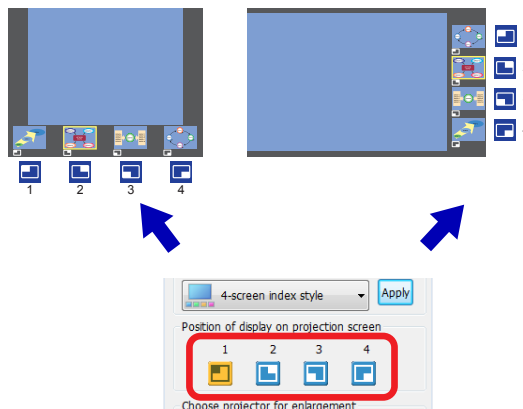 1 2 3 4
4-screen index style Apply
Position of display on projection screen
1 2 3 4
Choose projector for enlargement